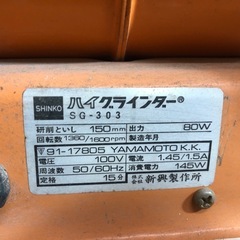 SHINKO ハイグラインダー®
SG-303
研削といし 150mm 出力 80W
回転数 1360/1600rpm 製造年月
〒91-17805 YAMAMOTO K.K.
電圧 100V 電流 1.45/1.5A
周波数 50/60Hz 消費電力 145W
定格 15分 株式会社 新興製作所